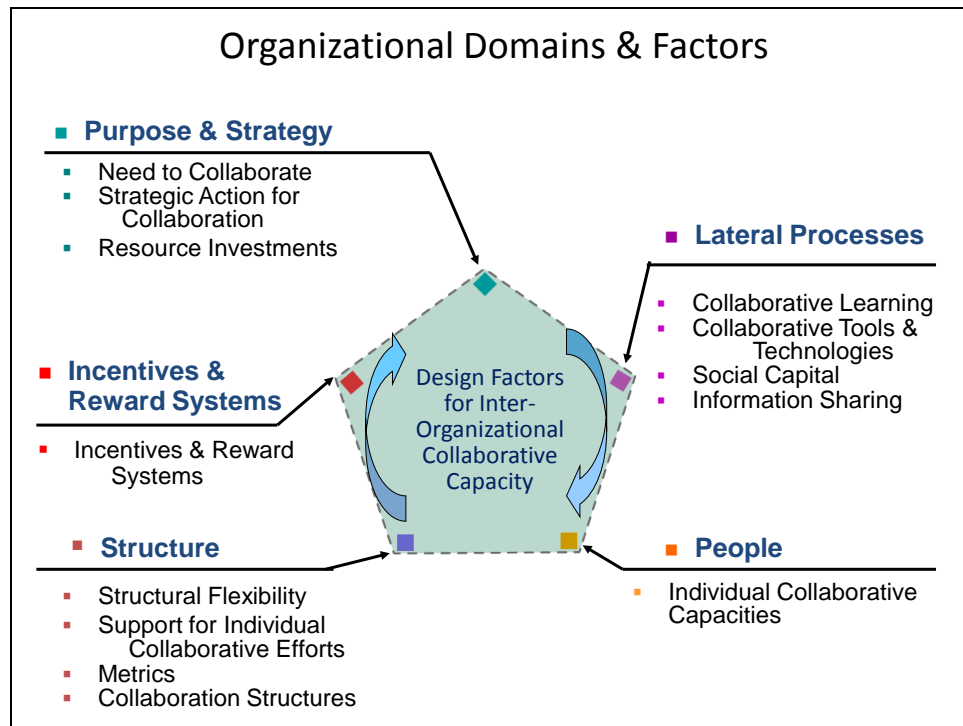 Organizational Domains & Factors
Purpose & Strategy
Need to Collaborate
Strategic Action for
Collaboration
Resource Investments
Lateral Processes
Collaborative Learning
Collaborative Tools &
Technologies
Social Capital
Information Sharing
Incentives &
Reward Systems
Incentives & Reward
Systems
Design Factors
for Inter-
Organizational
Collaborative
Capacity
Structure
Structural Flexibility
Support for Individual
Collaborative Efforts
Metrics
Collaboration Structures
People
Individual Collaborative
Capacities